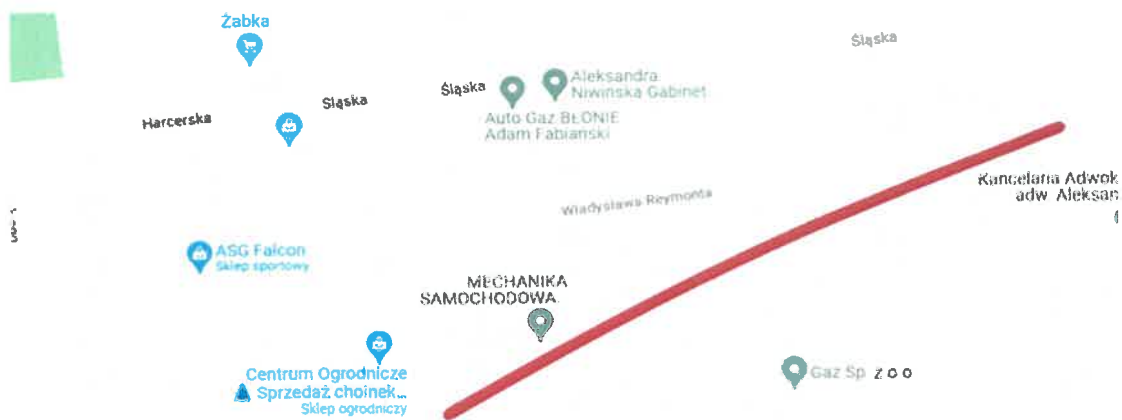 Żabka
Śląska
Harcerska
Śląska
Śląska
Aleksandra
Niwińska Gabinet
Auto Gaz BŁONIE
Adam Fabiański
Władysława Reymonta
Kancelaria Adwok
adw. Aleksan
ASG Falcon
Sklep sportowy
MECHANIKA
SAMOCHODOWA.
Centrum Ogrodnicze
Sprzedaż choinek...
Sklep ogrodniczy
Gaz Sp. z o o